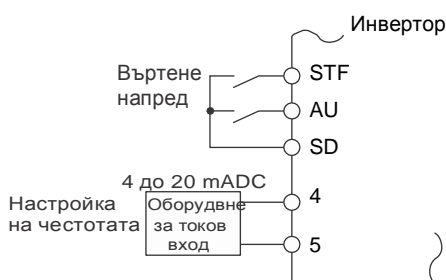 Инвертор
Въртене
напред
STF
AU
SD
4 до 20 mADC
Настройка
на честотата
Оборудвне
за токов
вход
4
5